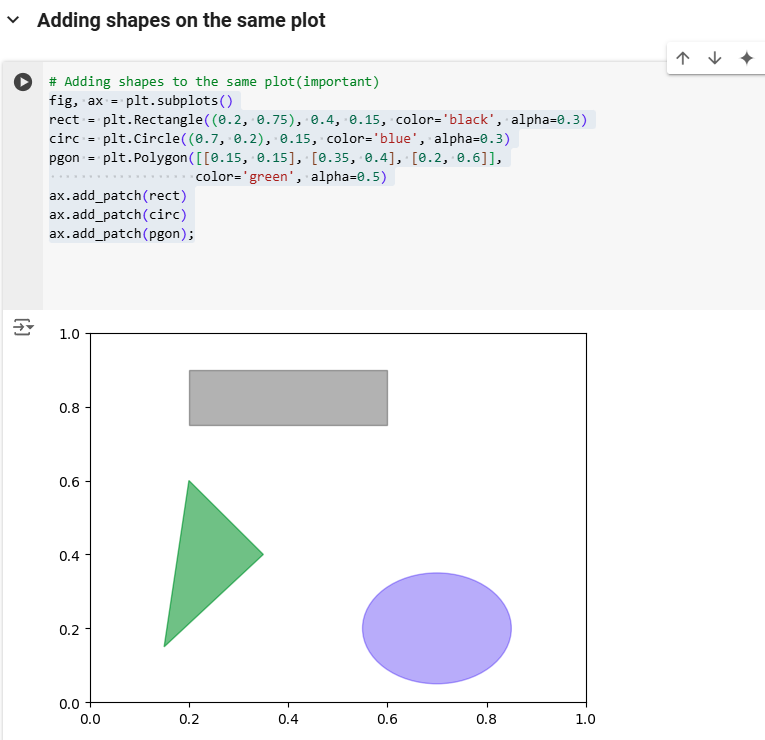 Adding shapes on the same plot
# Adding shapes to the same plot(important)
fig, ax = plt.subplots()
rect = plt.Rectangle((0.2, 0.75), 0.4, 0.15, color='black', alpha=0.3)
circ = plt.Circle((0.7, 0.2), 0.15, color='blue', alpha=0.3)
pgon = plt.Polygon([[0.15, 0.15], [0.35, 0.4], [0.2, 0.6]],
color='green', alpha=0.5)
ax.add_patch(rect)
ax.add_patch(circ)
ax.add_patch(pgon);
1.0
0.8
0.6
0.4
0.2
0.0
0.0 0.2 0.4 0.6 0.8 1.0